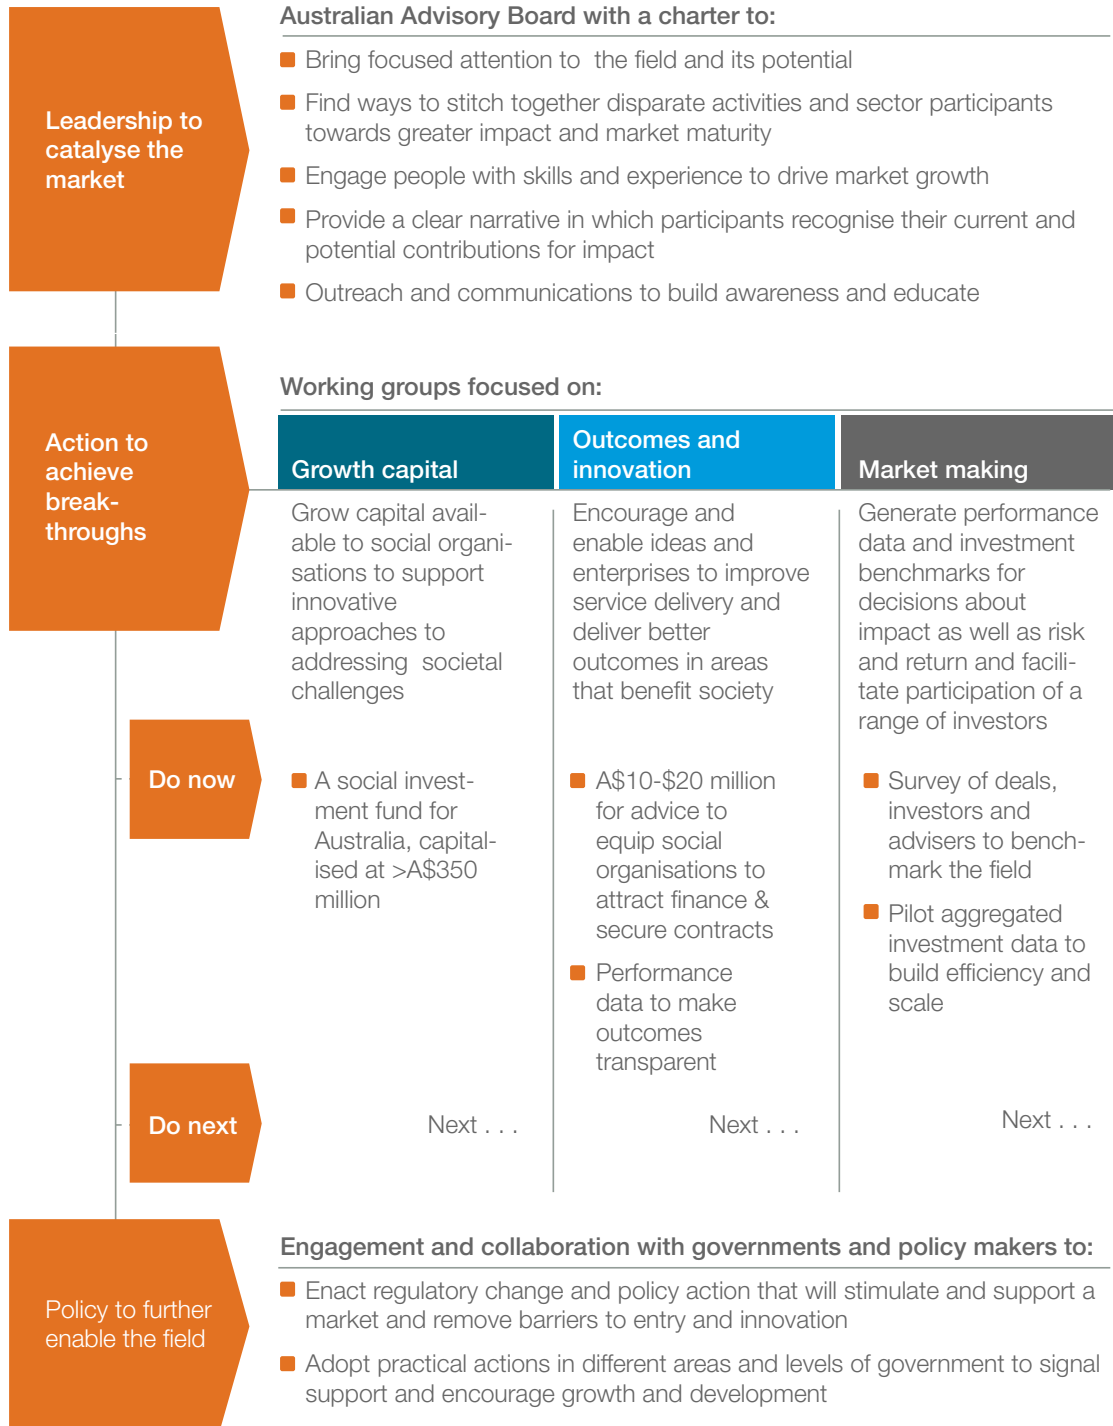 Leadership to
catalyse the
market
Australian Advisory Board with a charter to:
Bring focused attention to the field and its potential
Find ways to stitch together disparate activities and sector participants
towards greater impact and market maturity
Engage people with skills and experience to drive market growth
Provide a clear narrative in which participants recognise their current and
potential contributions for impact
Outreach and communications to build awareness and educate
Action to
achieve
break-
throughs
Working groups focused on:
Growth capital
Grow capital avail-
able to social organi-
sations to support
innovative
approaches to
addressing societal
challenges
Outcomes and
innovation
Encourage and
enable ideas and
enterprises to improve
service delivery and
deliver better
outcomes in areas
that benefit society
Market making
Generate performance
data and investment
benchmarks for
decisions about
impact as well as risk
and return and facili-
tate participation of a
range of investors
Do now
A social invest-
ment fund for
Australia, capital-
ised at >A$350
million
A$10-$20 million
for advice to
equip social
organisations to
attract finance &
secure contracts
Performance
data to make
outcomes
transparent
Survey of deals,
investors and
advisers to bench-
mark the field
Pilot aggregated
investment data to
build efficiency and
scale
Do next
Next . . .
Next . . .
Next . . .
Policy to further
enable the field
Engagement and collaboration with governments and policy makers to:
Enact regulatory change and policy action that will stimulate and support a
market and remove barriers to entry and innovation
Adopt practical actions in different areas and levels of government to signal
support and encourage growth and development